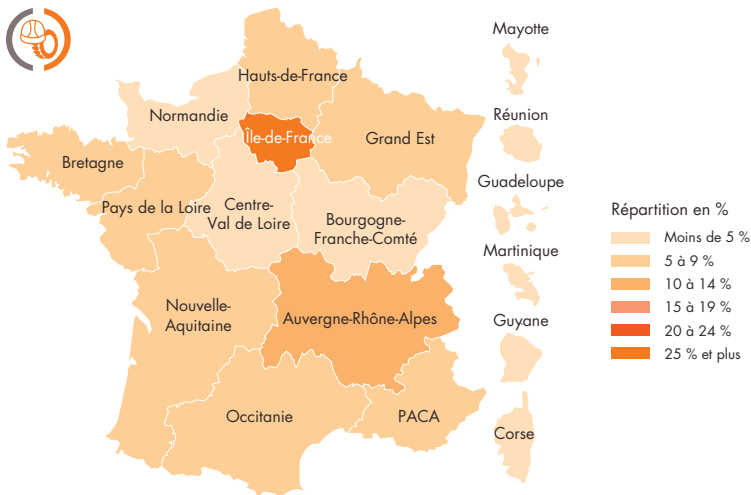 Mayotte
Hauts-de-France
Normandie
Réunion
Île-de-France
Grand Est
Bretagne
Guadeloupe
Pays de la Loire
Centre-
Val de Loire
Bourgogne-
Franche-Comté
Répartition en %
Moins de 5 %
5 à 9 %
10 à 14 %
15 à 19 %
20 à 24 %
25 % et plus
Martinique
Nouvelle-
Aquitaine
Auvergne-Rhône-Alpes
Guyane
Occitanie
PACA
Corse